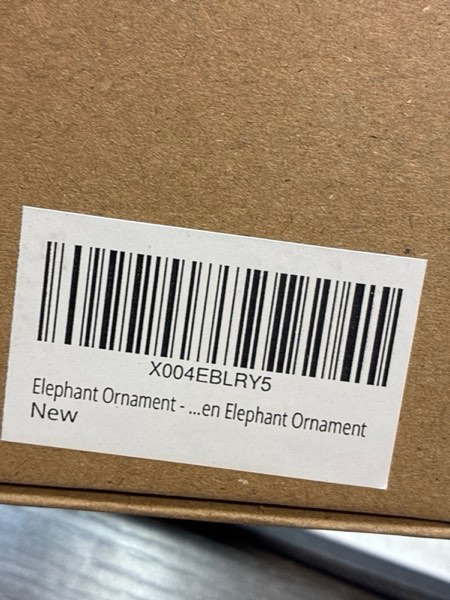 X004EBLRY5
Elephant Ornament - ...en Elephant Ornament
New